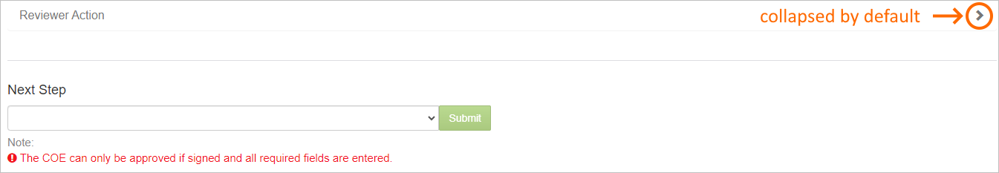 Reviewer Action
collapsed by default
Next Step
Submit
Note:
The COE can only be approved if signed and all required fields are entered.